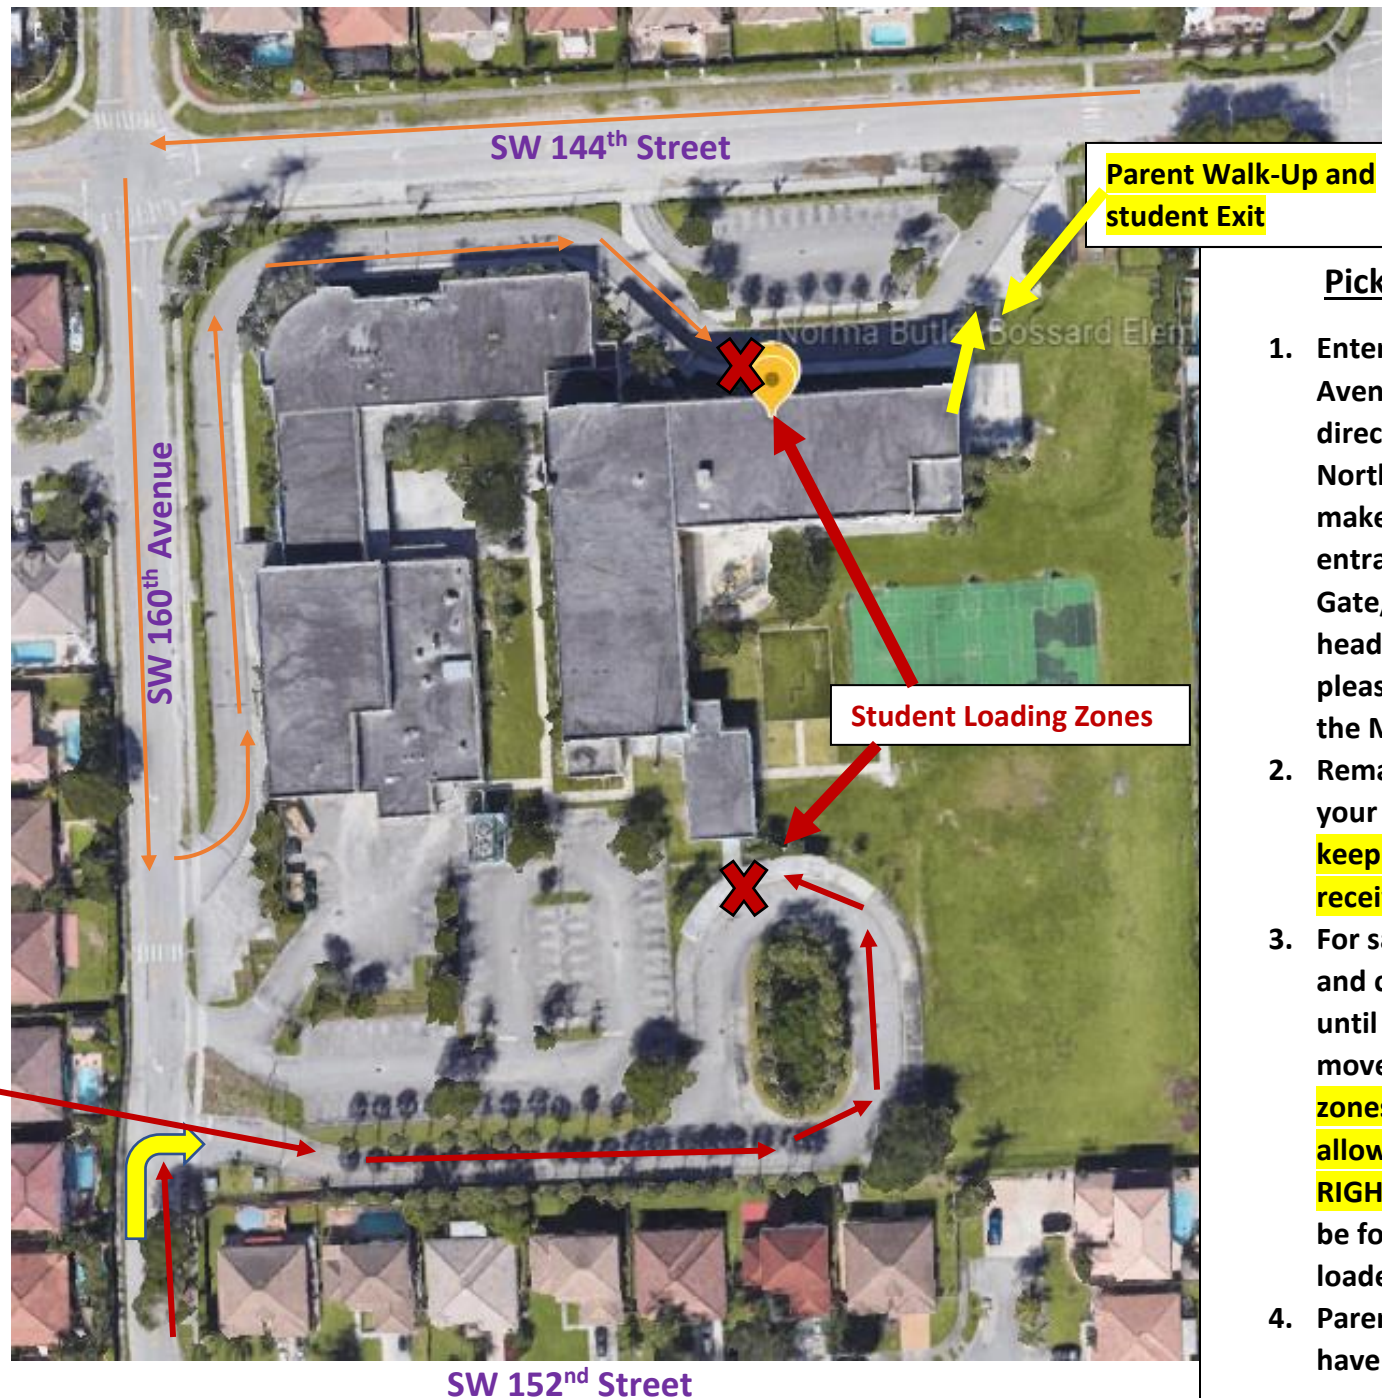 SW 144th Street
Parent Walk-Up and
student Exit
Norma Butler Bossard Elem
SW 160th Avenue
Student Loading Zones
SW 152nd Street
Pick
1. Enter
Aven
direc
North
make
entra
Gate,
head
pleas
the M
2. Rema
your
keep
recei
3. For sa
and c
until
move
zones
allow
RIGH
be fo
loade
4. Paren
have